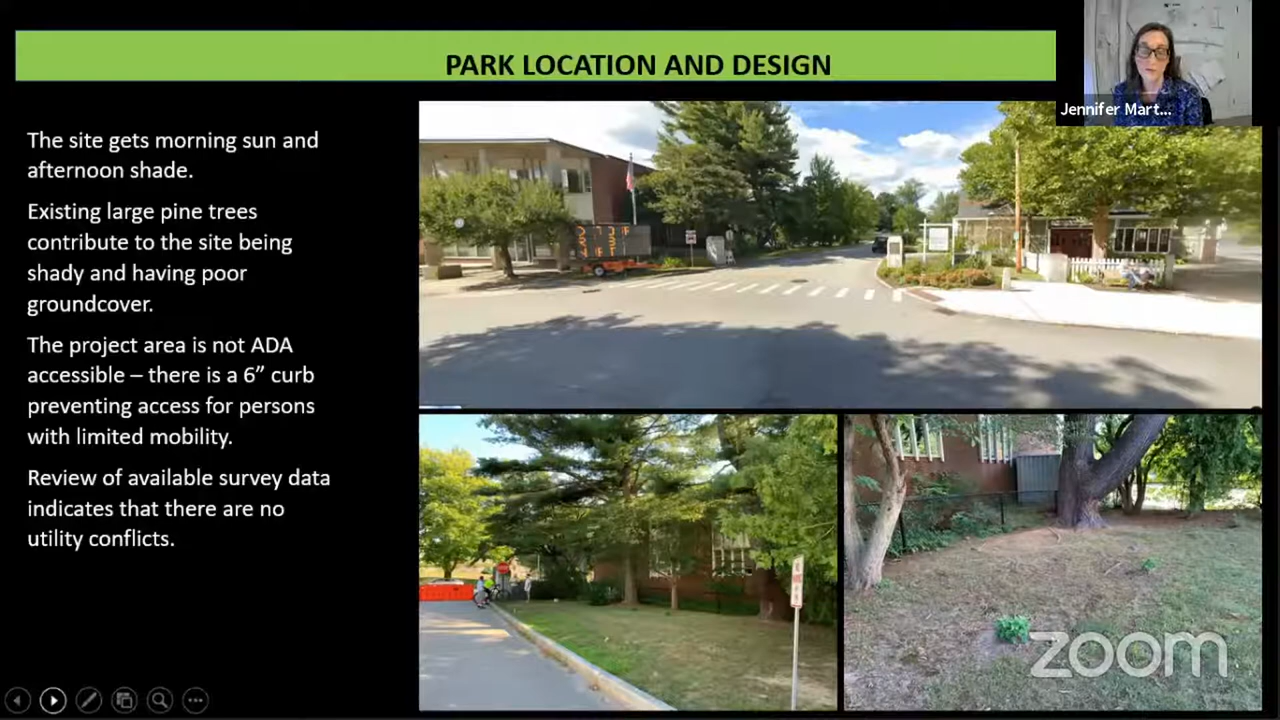 PARK LOCATION AND DESIGN
Jennifer Mart...
The site gets morning sun and
afternoon shade.
Existing large pine trees
contribute to the site being
shady and having poor
groundcover.
The project area is not ADA
accessible – there is a 6” curb
preventing access for persons
with limited mobility.
Review of available survey data
indicates that there are no
utility conflicts.
zoom